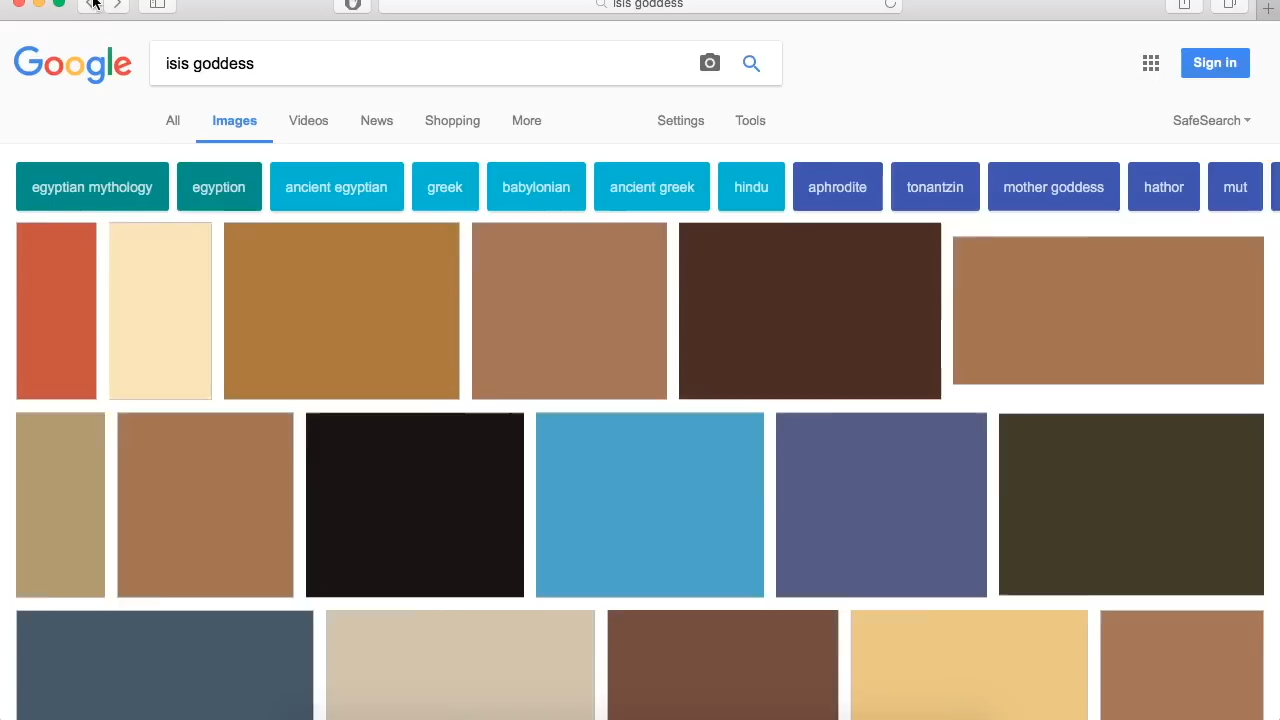 isis goddess
Google
isis goddess
Sign in
All Images Videos News Shopping More Settings Tools SafeSearch
egyptian mythology egyption ancient egyptian greek babylonian ancient greek hindu aphrodite tonantzin mother goddess hathor mut